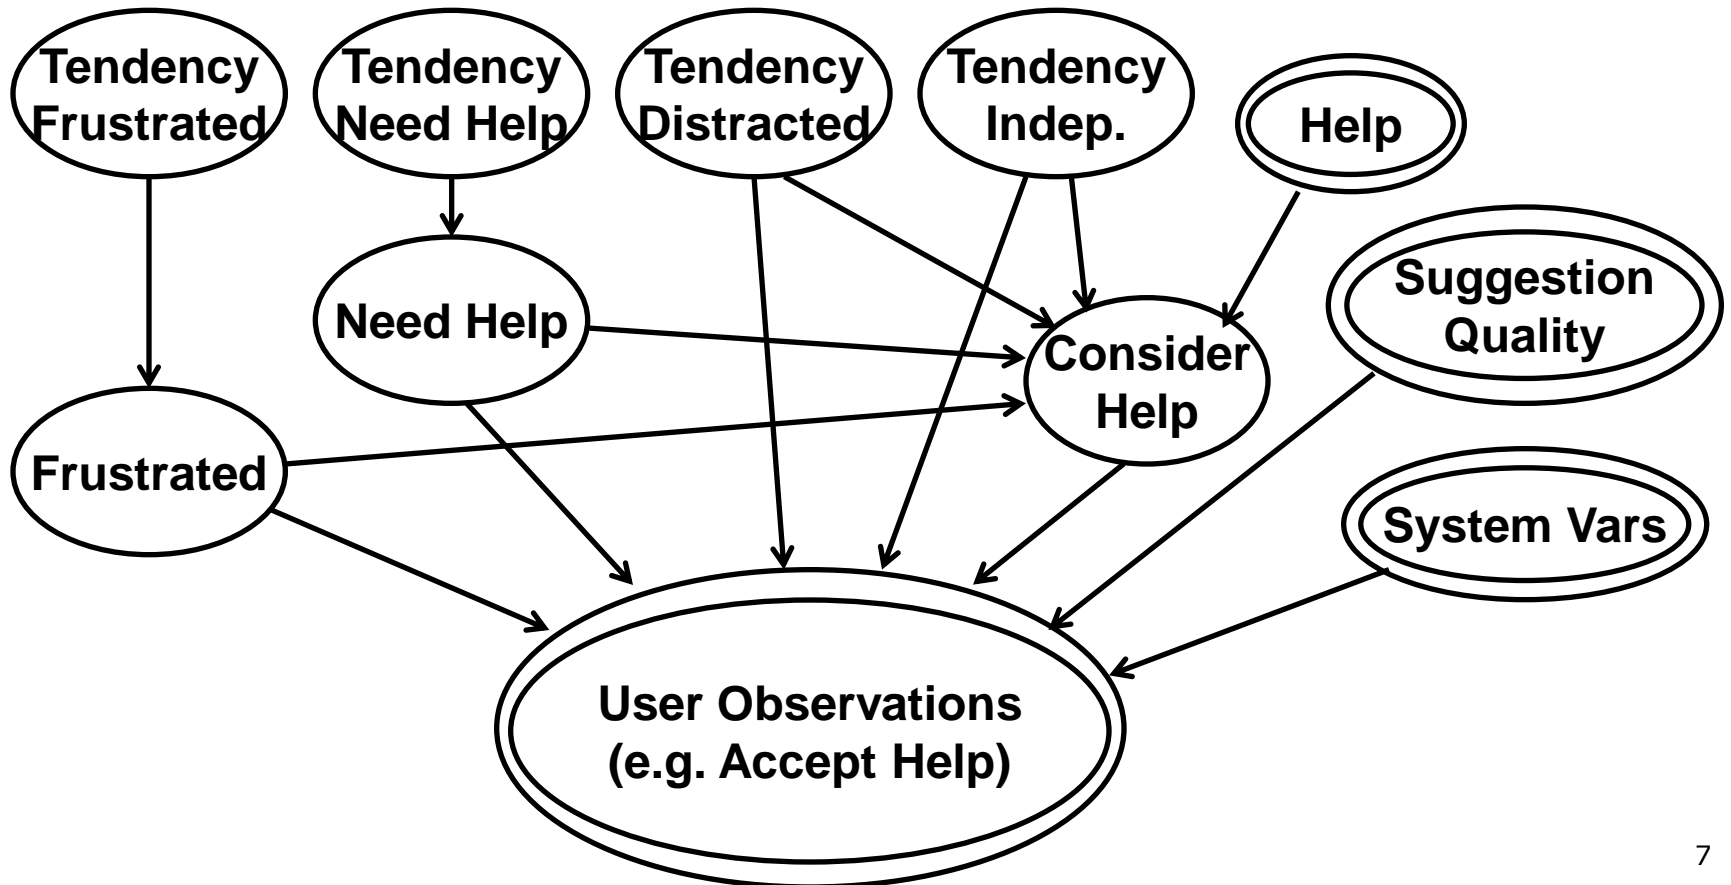 Tendency
Frustrated
Tendency
Need Help
Tendency
Distracted
Tendency
Indep.
Help
Suggestion
Quality
Need Help
Consider
Help
Frustrated
System Vars
User Observations
(e.g. Accept Help)
7